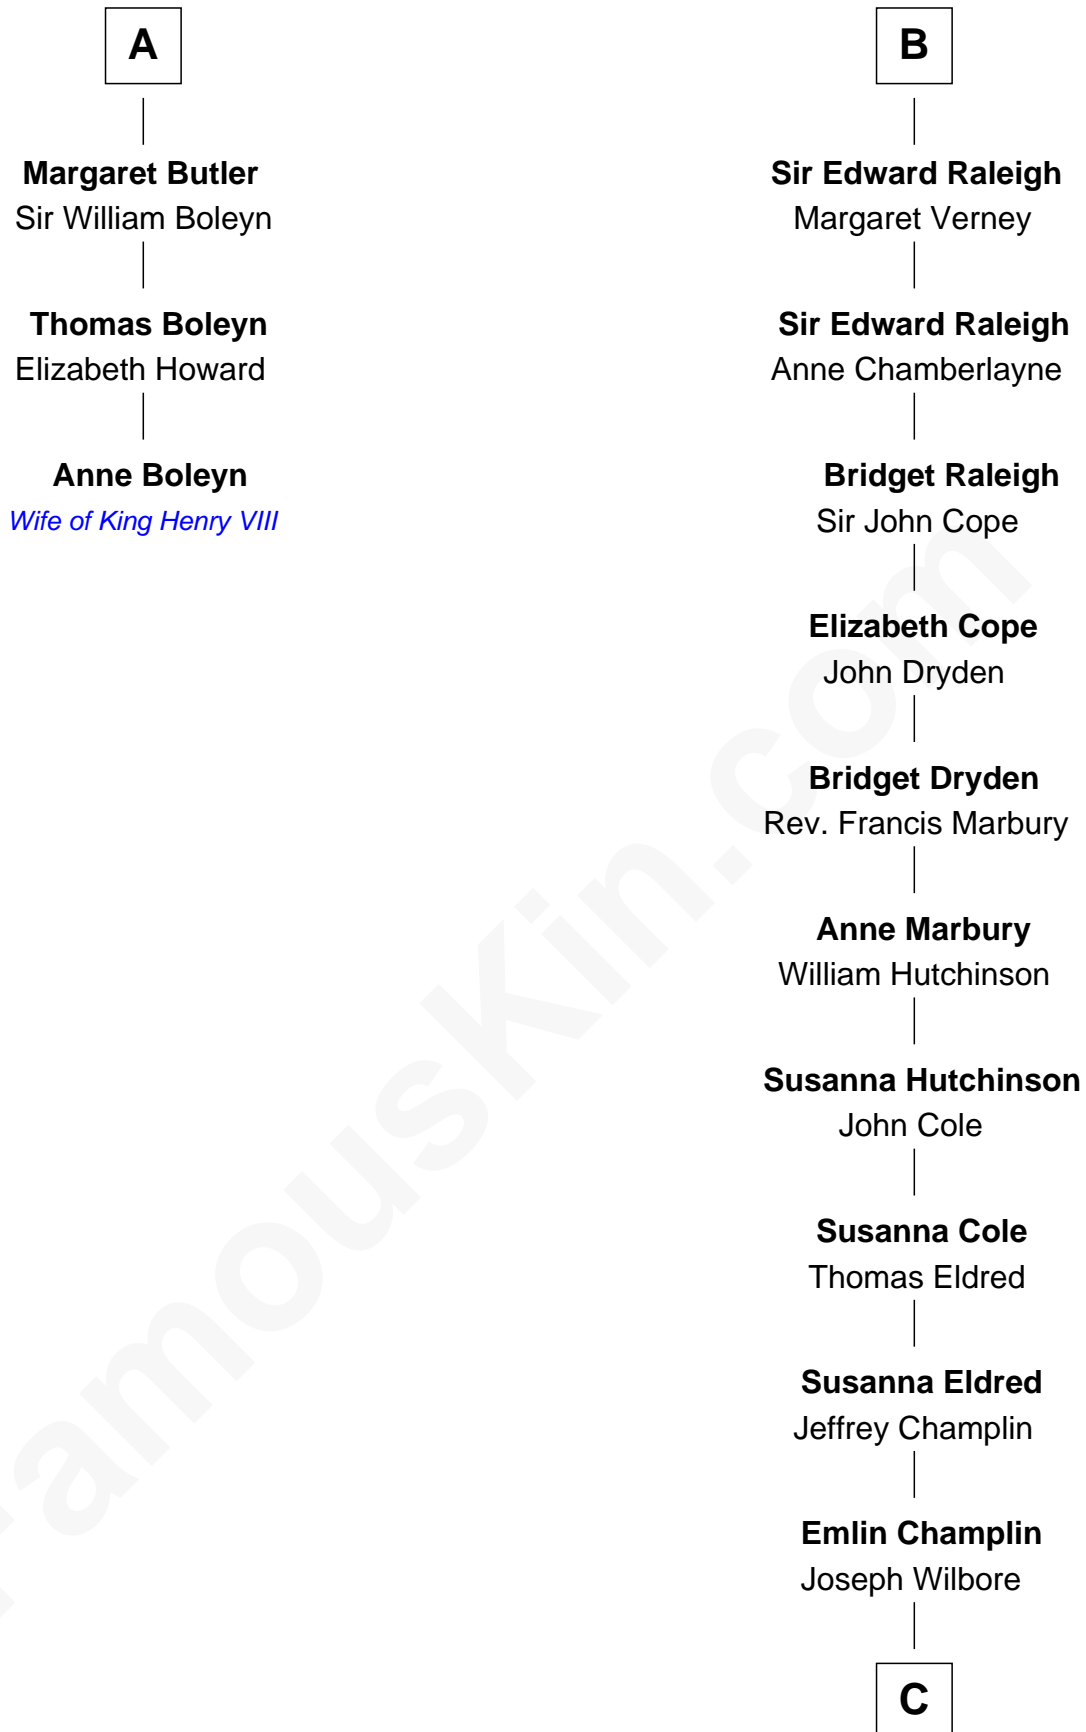 A
Margaret Butler
Sir William Boleyn
Thomas Boleyn
Elizabeth Howard
Anne Boleyn
Wife of King Henry VIII
B
Sir Edward Raleigh
Margaret Verney
Sir Edward Raleigh
Anne Chamberlayne
Bridget Raleigh
Sir John Cope
Elizabeth Cope
John Dryden
Bridget Dryden
Rev. Francis Marbury
Anne Marbury
William Hutchinson
Susanna Hutchinson
John Cole
Susanna Cole
Thomas Eldred
Susanna Eldred
Jeffrey Champlin
Emlin Champlin
Joseph Wilbore
C
FamousKin.com